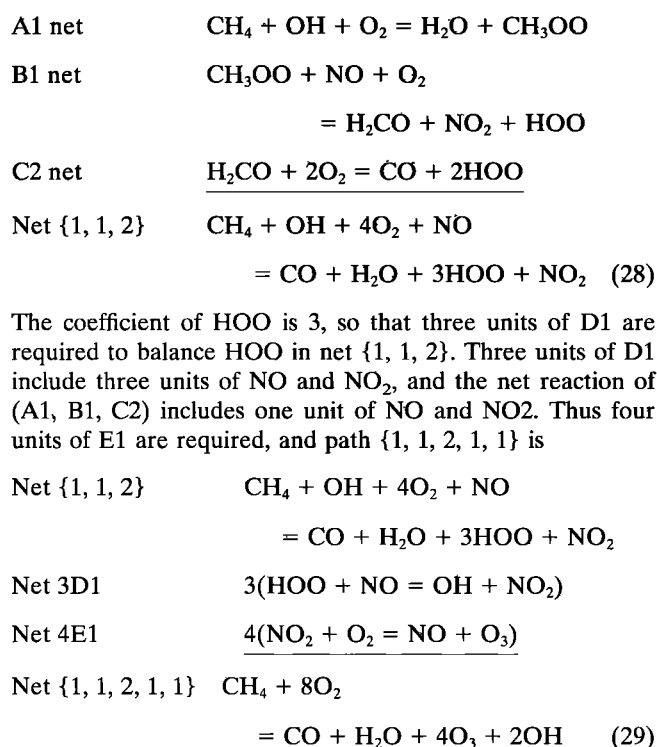 A1 net CH₄ + OH + O₂ = H₂O + CH₃OO
B1 net CH₃OO + NO + O₂
= H₂CO + NO₂ + HOO
C2 net H₂CO + 2O₂ = CO + 2HOO
Net {1, 1, 2} CH₄ + OH + 4O₂ + NO
= CO + H₂O + 3HOO + NO₂ (28)
The coefficient of HOO is 3, so that three units of D1 are
required to balance HOO in net {1, 1, 2}. Three units of D1
include three units of NO and NO₂, and the net reaction of
(A1, B1, C2) includes one unit of NO and NO2. Thus four
units of E1 are required, and path {1, 1, 2, 1, 1} is
Net {1, 1, 2} CH₄ + OH + 4O₂ + NO
= CO + H₂O + 3HOO + NO₂
Net 3D1 3(HOO + NO = OH + NO₂)
Net 4E1 4(NO₂ + O₂ = NO + O₃)
Net {1, 1, 2, 1, 1} CH₄ + 8O₂
= CO + H₂O + 4O₃ + 2OH (29)